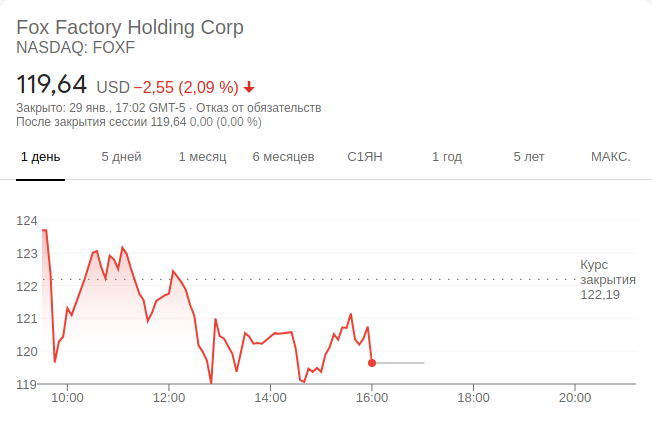 Fox Factory Holding Corp
NASDAQ: FOXF
119,64 USD −2,55 (2,09 %)
Закрыто: 29 янв., 17:02 GMT-5 · Отказ от обязательств
После закрытия сессии 119,64 0,00 (0,00 %)
1 день 5 дней 1 месяц 6 месяцев С1ЯН 1 год 5 лет МАКС.
124
123
122
121
120
119
Курс
закрытия
122,19
10:00 12:00 14:00 16:00 18:00 20:00